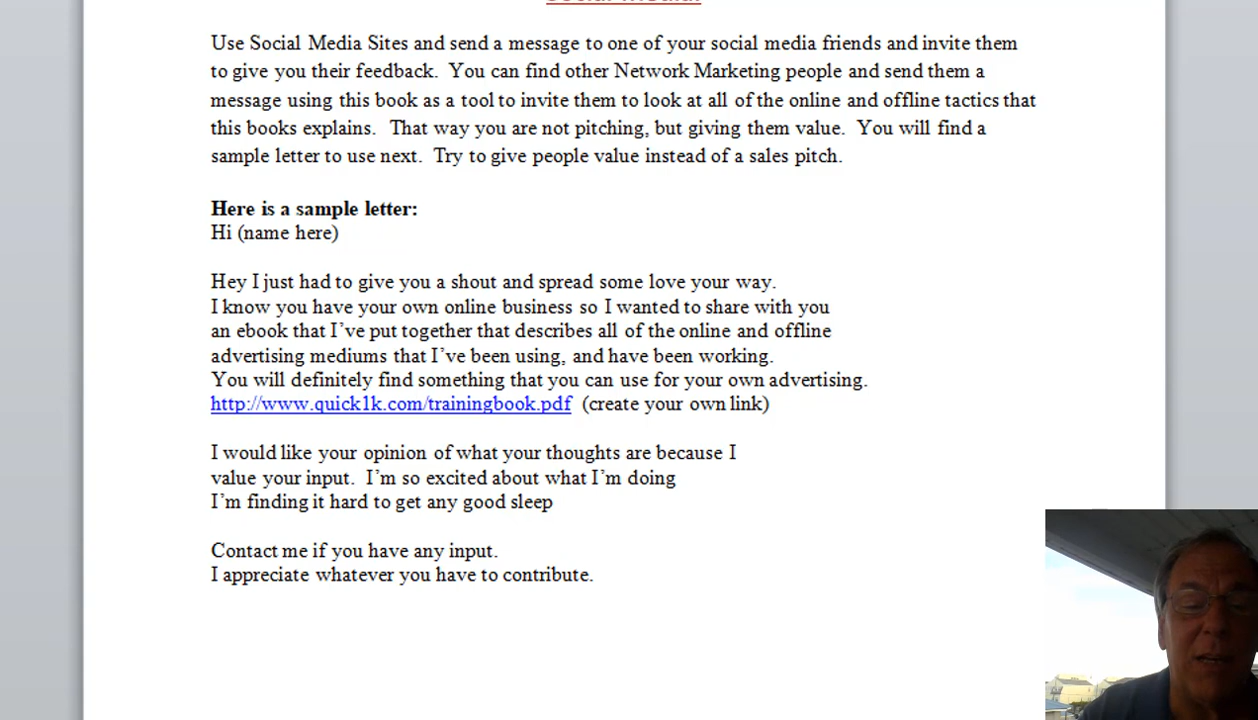 Use Social Media Sites and send a message to one of your social media friends and invite them
to give you their feedback.  You can find other Network Marketing people and send them a
message using this book as a tool to invite them to look at all of the online and offline tactics that
this books explains.  That way you are not pitching, but giving them value.  You will find a
sample letter to use next.  Try to give people value instead of a sales pitch.
Here is a sample letter:
Hi (name here)
Hey I just had to give you a shout and spread some love your way.
I know you have your own online business so I wanted to share with you
an ebook that I've put together that describes all of the online and offline
advertising mediums that I've been using, and have been working.
You will definitely find something that you can use for your own advertising.
http://www.quick1k.com/trainingbook.pdf  (create your own link)
I would like your opinion of what your thoughts are because I
value your input.  I'm so excited about what I'm doing
I'm finding it hard to get any good sleep
Contact me if you have any input.
I appreciate whatever you have to contribute.